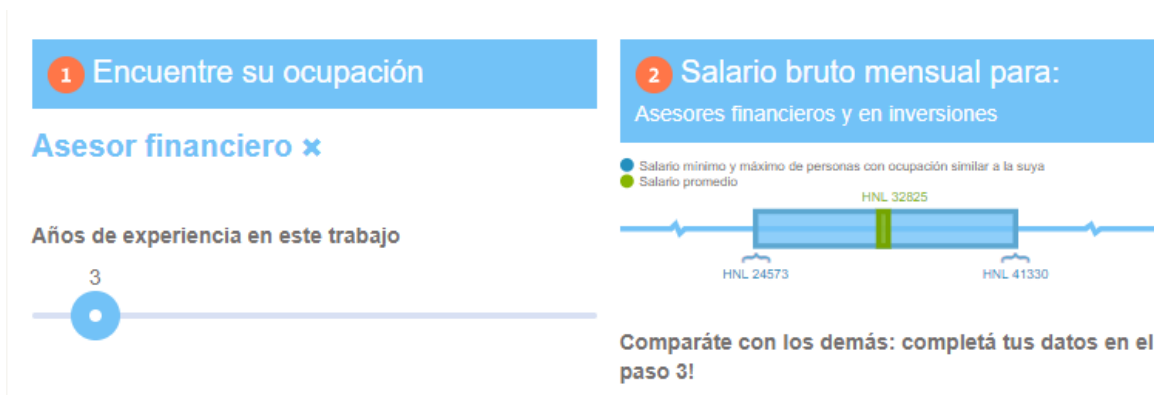 1 Encuentre su ocupación
Asesor financiero ×
Años de experiencia en este trabajo
3
2 Salario bruto mensual para:
Asesores financieros y en inversiones
Salario mínimo y máximo de personas con ocupación similar a la suya
Salario promedio
HNL 32825
HNL 24573
HNL 41330
Comparáte con los demás: completá tus datos en el
paso 3!